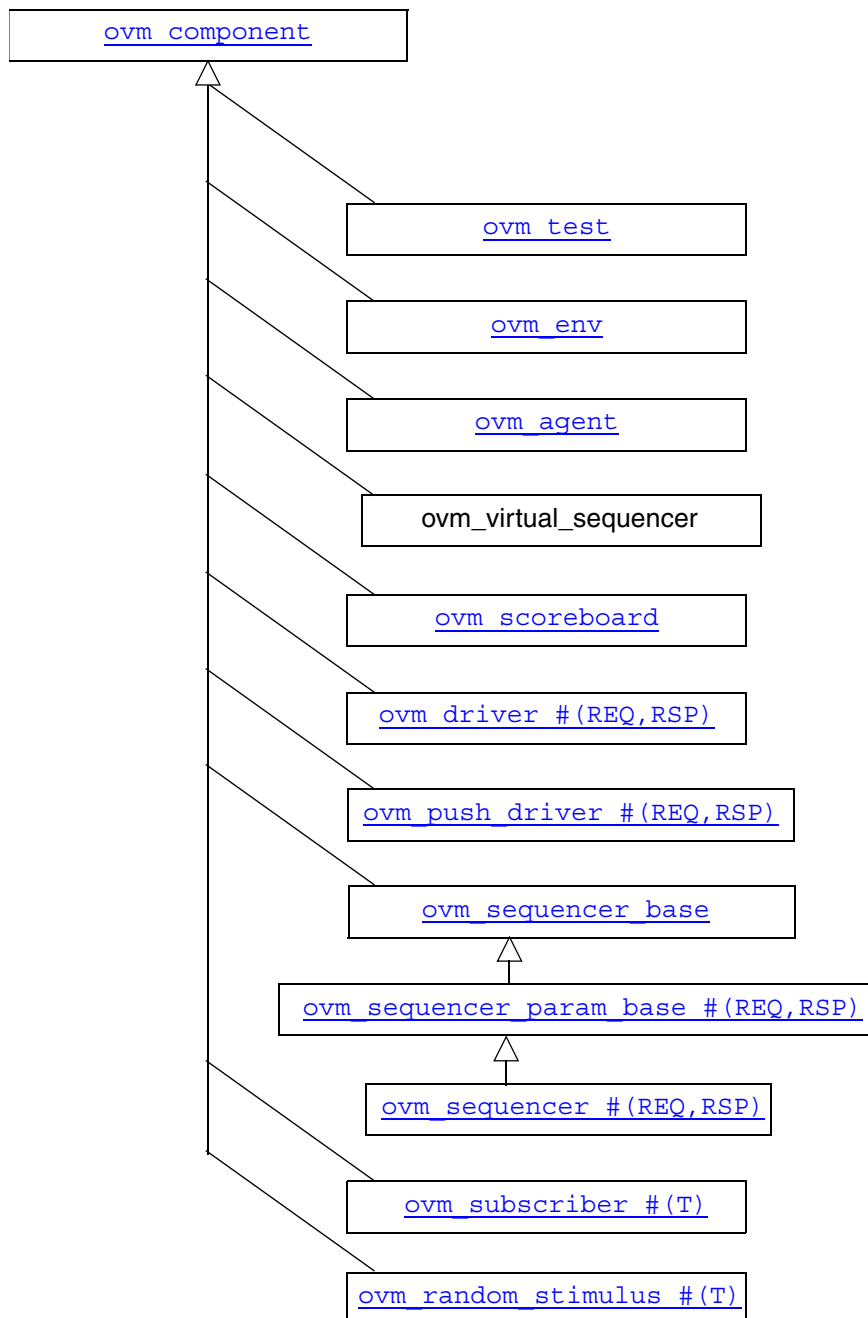 ovm_component
ovm_test
ovm_env
ovm_agent
ovm_virtual_sequencer
ovm_scoreboard
ovm_driver #(REQ,RSP)
ovm_push_driver #(REQ,RSP)
ovm_sequencer_base
ovm_sequencer_param_base #(REQ,RSP)
ovm_sequencer #(REQ,RSP)
ovm_subscriber #(T)
ovm_random_stimulus #(T)